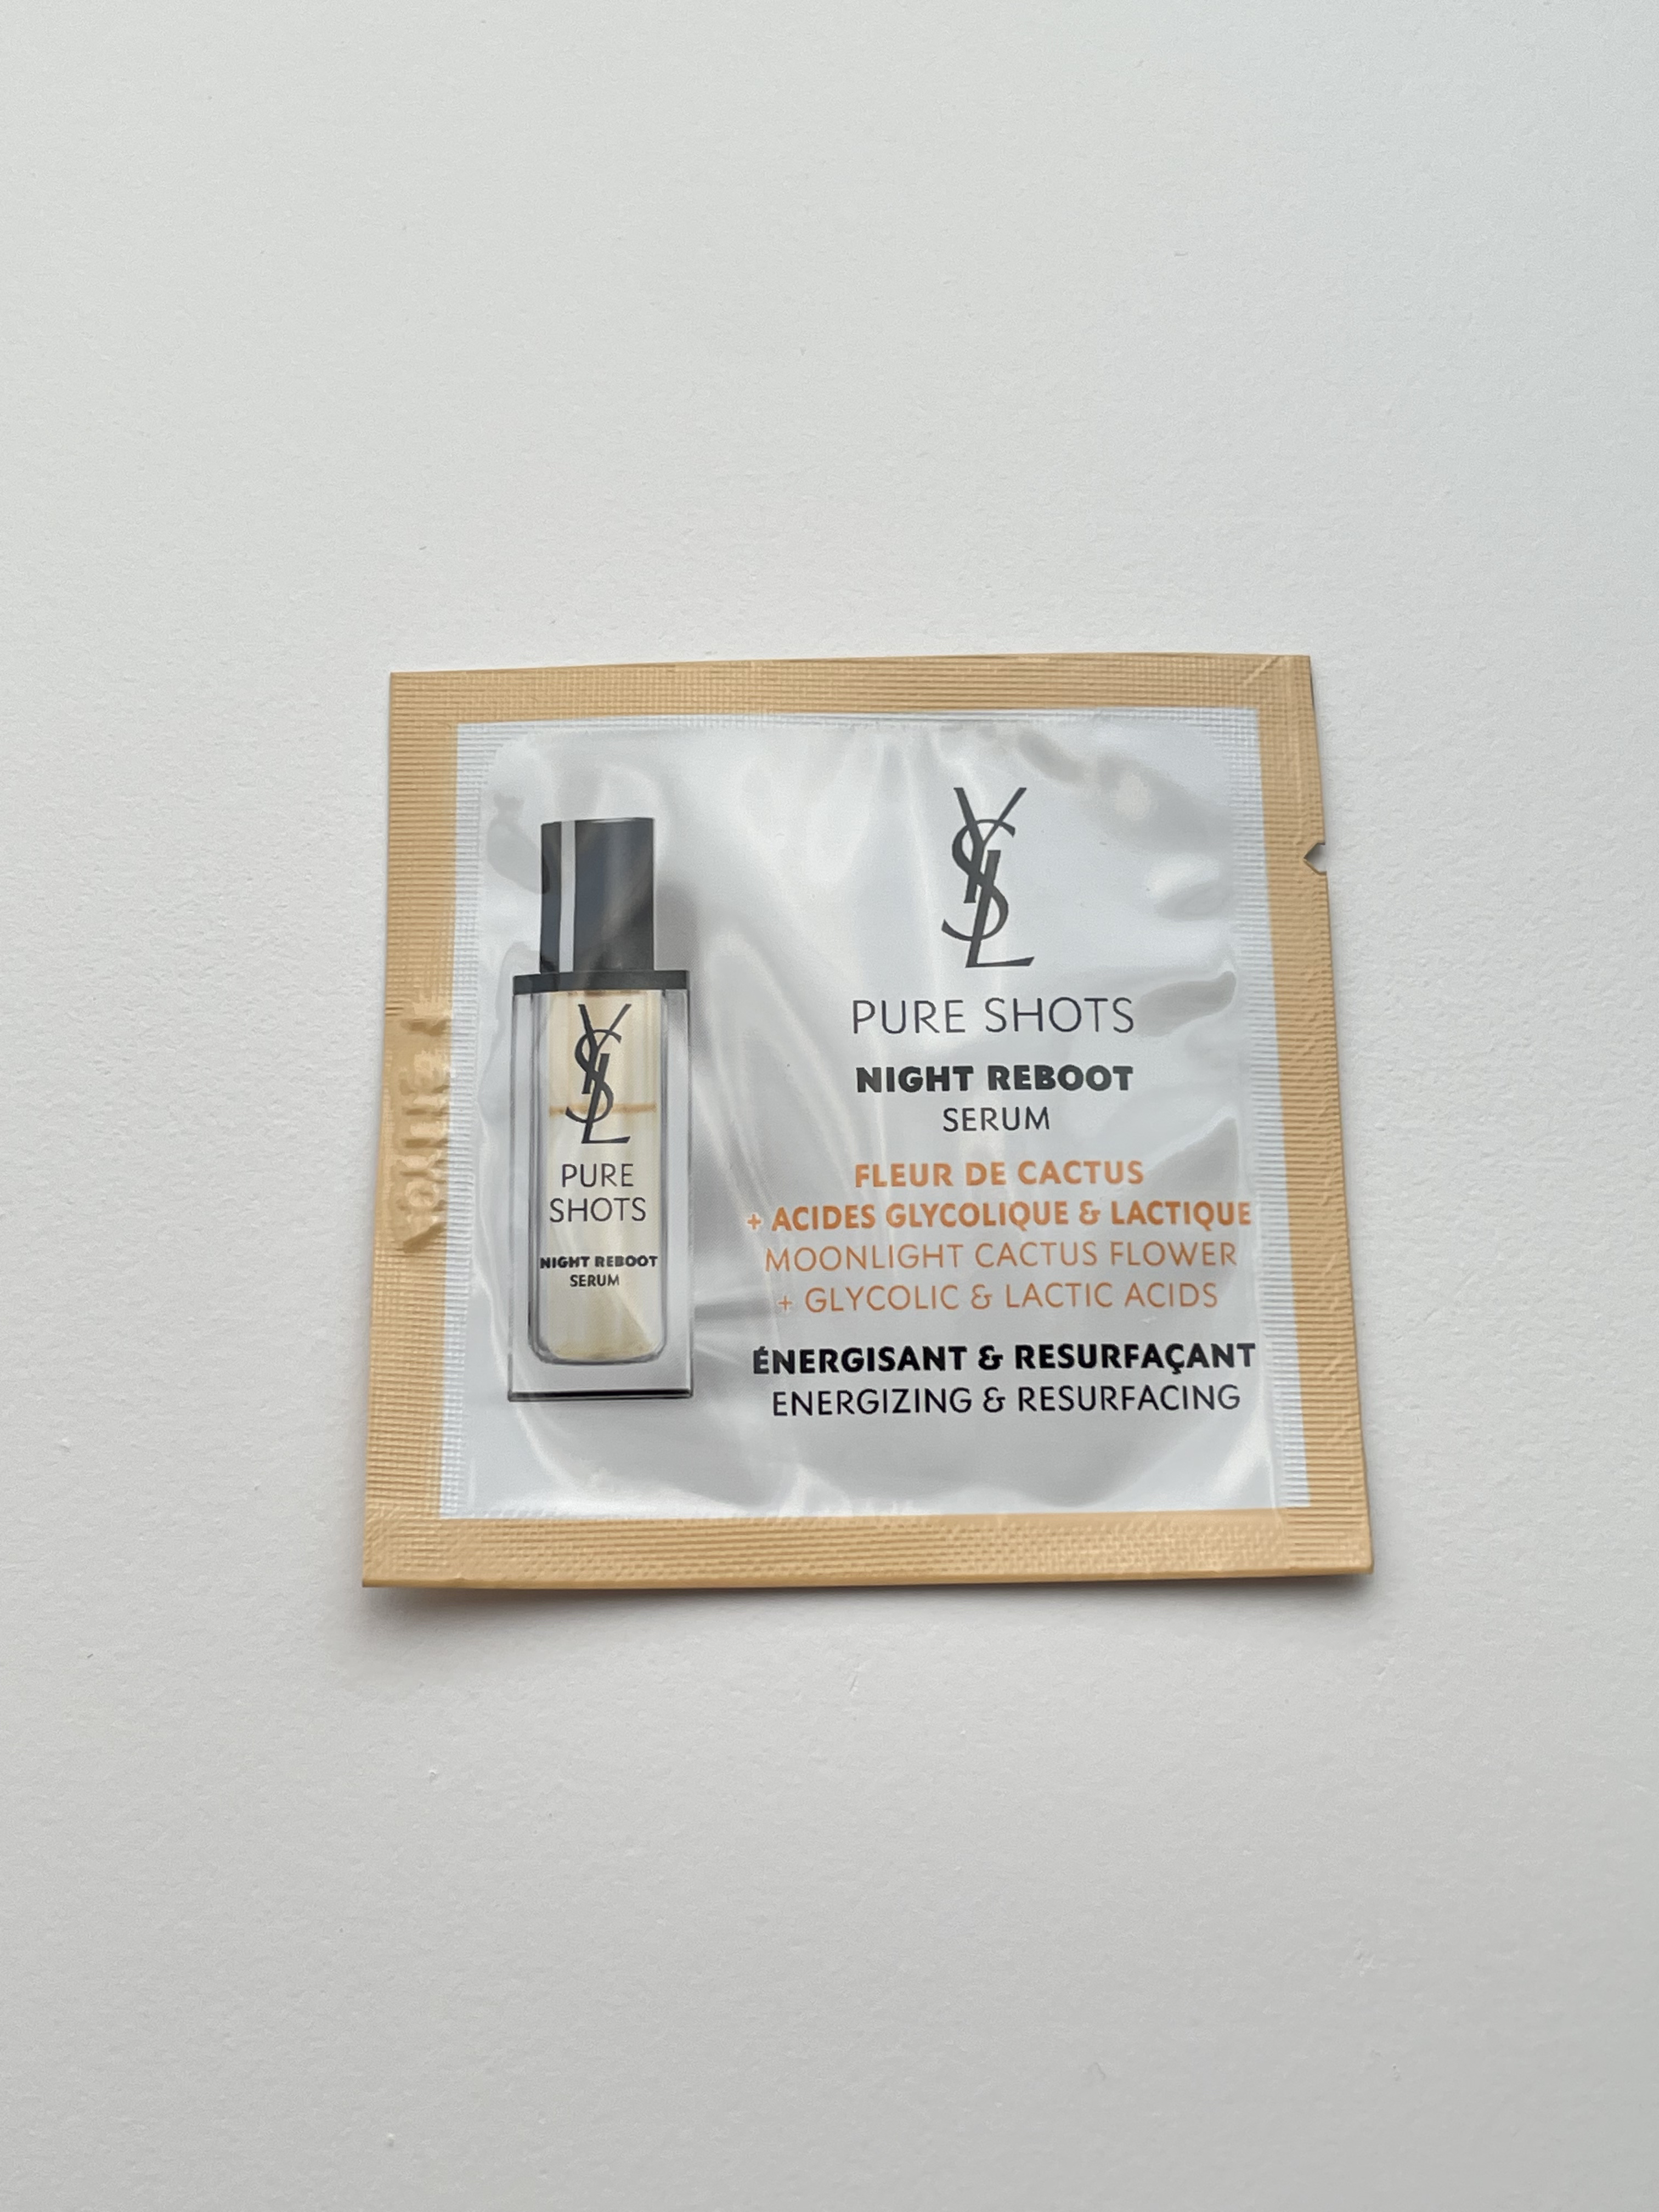 YSL
PURE
SHOTS
NIGHT REBOOT
SERUM
YSL
PURE SHOTS
NIGHT REBOOT
SERUM
FLEUR DE CACTUS
+ ACIDES GLYCOLIQUE & LACTIQUE
MOONLIGHT CACTUS FLOWER
+ GLYCOLIC & LACTIC ACIDS
ÉNERGISANT & RESURFAÇANT
ENERGIZING & RESURFACING